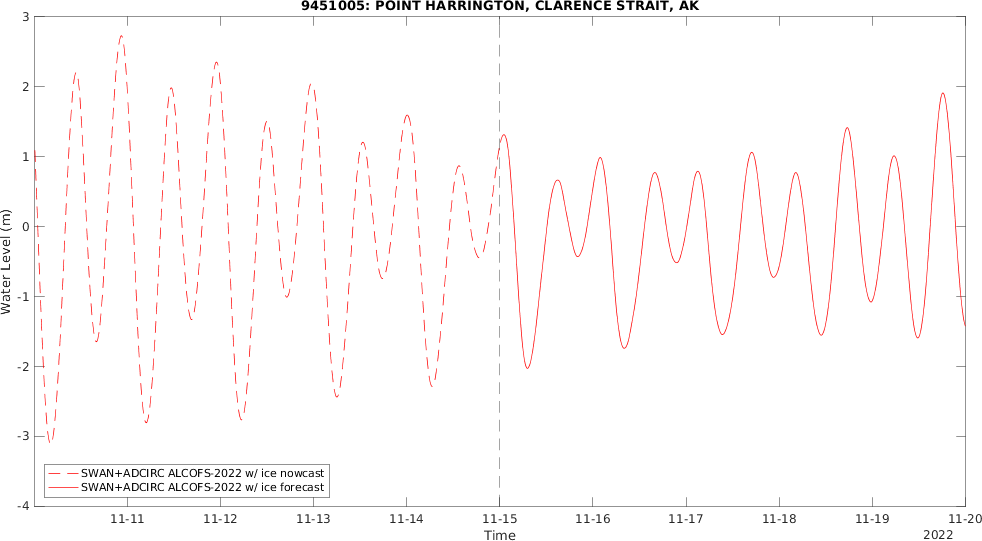 9451005: POINT HARRINGTON, CLARENCE STRAIT, AK
3
2
1
0
-1
-2
-3
-4
Water Level (m)
SWAN+ADCIRC ALCOFS-2022 w/ ice nowcast
SWAN+ADCIRC ALCOFS-2022 w/ ice forecast
11-11 11-12 11-13 11-14 11-15 11-16 11-17 11-18 11-19 11-20
Time
2022